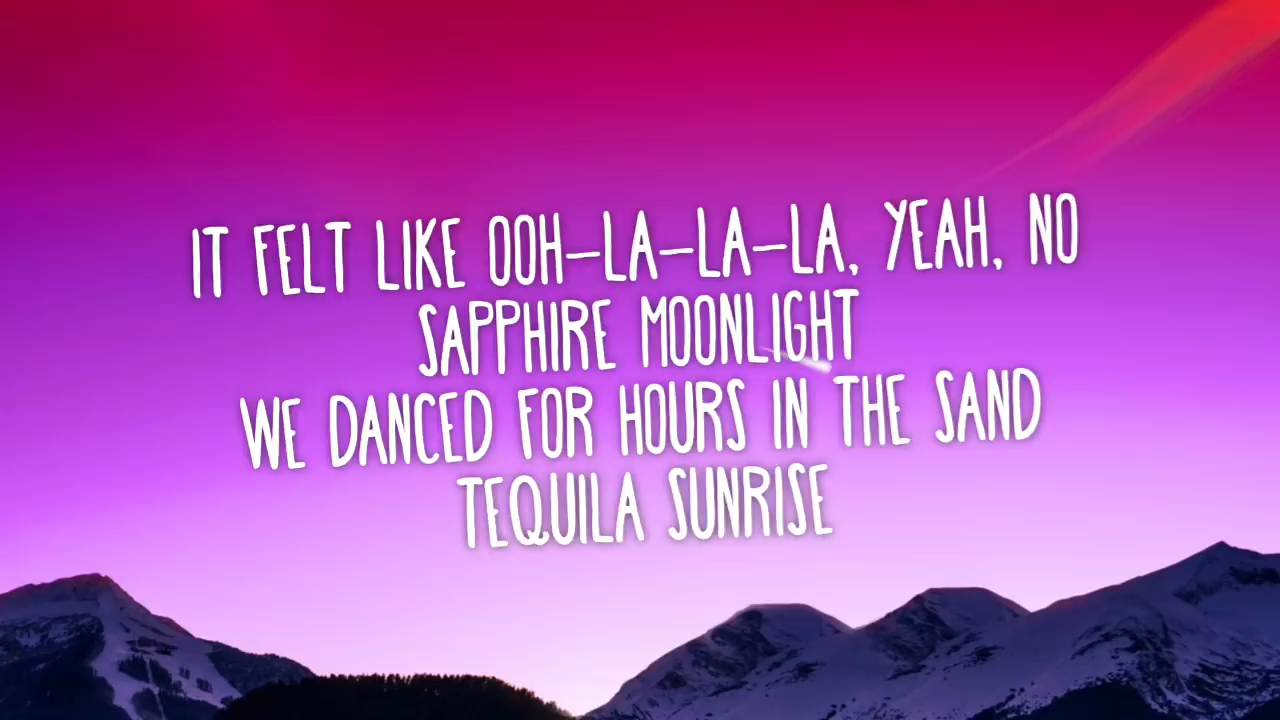 IT FELT LIKE OOH-LA-LA-LA, YEAH, NO
SAPPHIRE MOONLIGHT
WE DANCED FOR HOURS IN THE SAND
TEQUILA SUNRISE